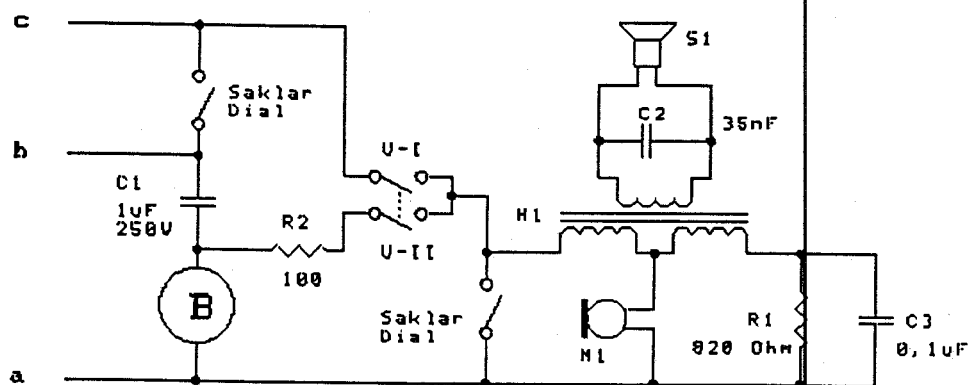 c
S1
Saklar
Dial
C2
35nF
b
U-I
C1
1uF
250V
R2
H1
U-II
100
B
Saklar
Dial
M1
R1
820 Ohm
C3
0,1uF
a